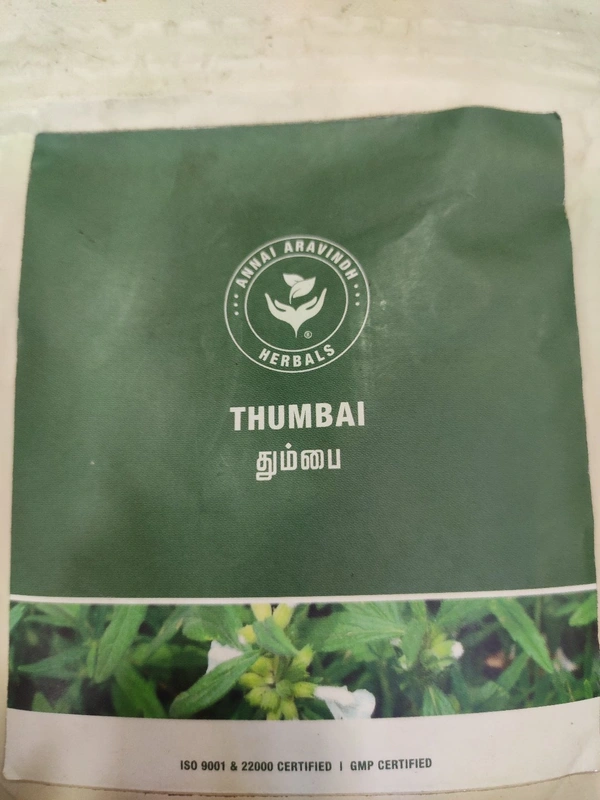 ANNAI ARAVINDH
HERBALS
®
THUMBAI
தும்பை
ISO 9001 & 22000 CERTIFIED | GMP CERTIFIED